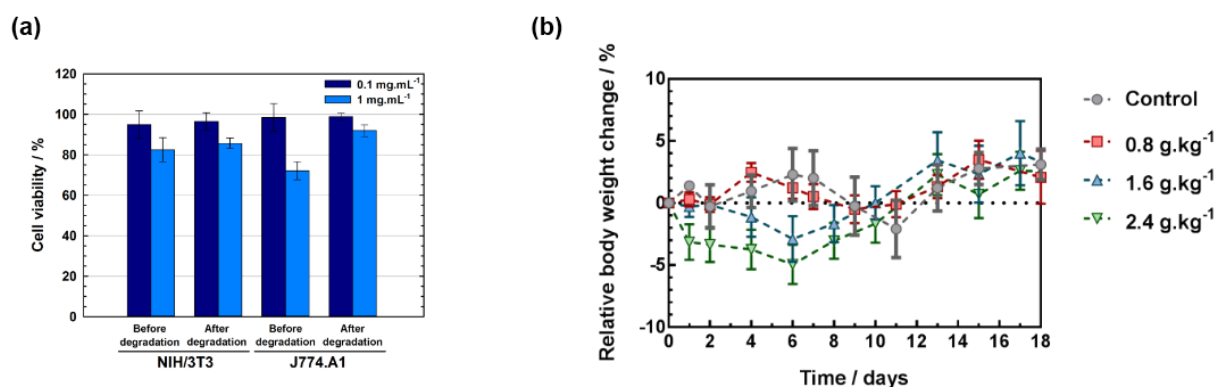 (a)
Cell viability / %
120
100
80
60
40
20
0
0.1 mg.mL-1
1 mg.mL-1
Before degradation
After degradation
Before degradation
After degradation
NIH/3T3
J774.A1
(b)
Relative body weight change / %
10
5
0
-5
-10
0 2 4 6 8 10 12 14 16 18
Time / days
Control
0.8 g.kg-1
1.6 g.kg-1
2.4 g.kg-1